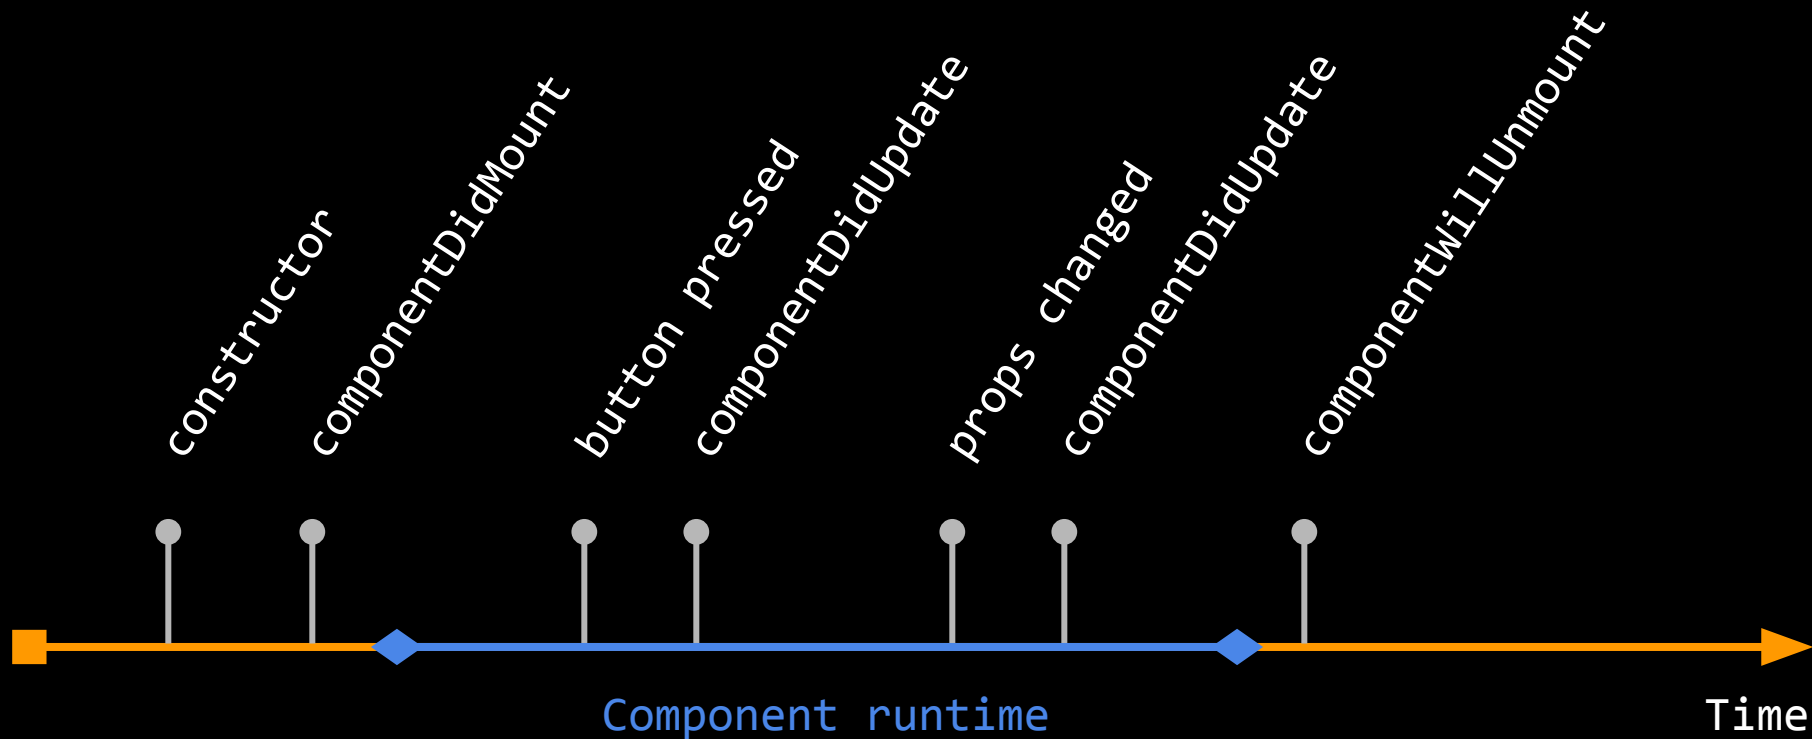 constructor
componentDidMount
button pressed
componentDidUpdate
props changed
componentDidUpdate
componentWillUnmount
Component runtime
Time